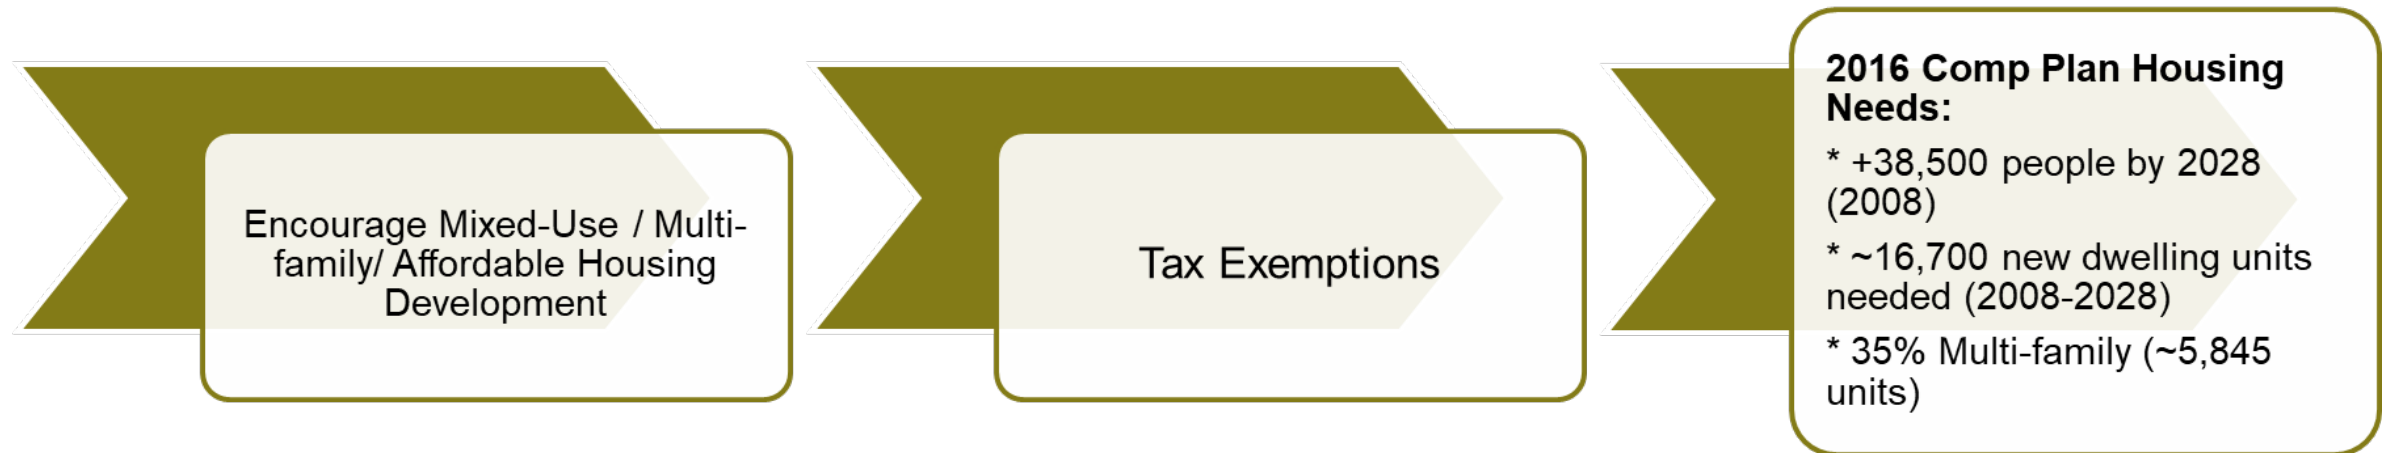 Encourage Mixed-Use / Multi-
family/ Affordable Housing
Development
Tax Exemptions
2016 Comp Plan Housing
Needs:
* +38,500 people by 2028
(2008)
* ~16,700 new dwelling units
needed (2008-2028)
* 35% Multi-family (~5,845
units)